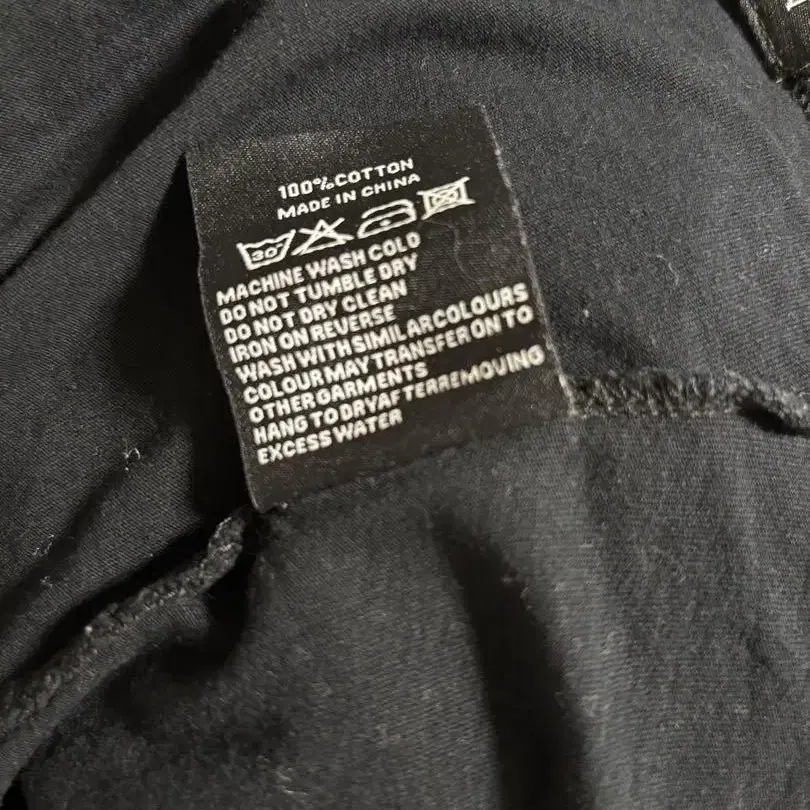 100%COTTON
MADE IN CHINA
30°
MACHINE WASH COLD
DO NOT TUMBLE DRY
DO NOT DRY CLEAN
IRON ON REVERSE
WASH WITH SIMILAR COLOURS
COLOUR MAY TRANSFER ON TO
OTHER GARMENTS
HANG TO DRY AFTER REMOVING
EXCESS WATER